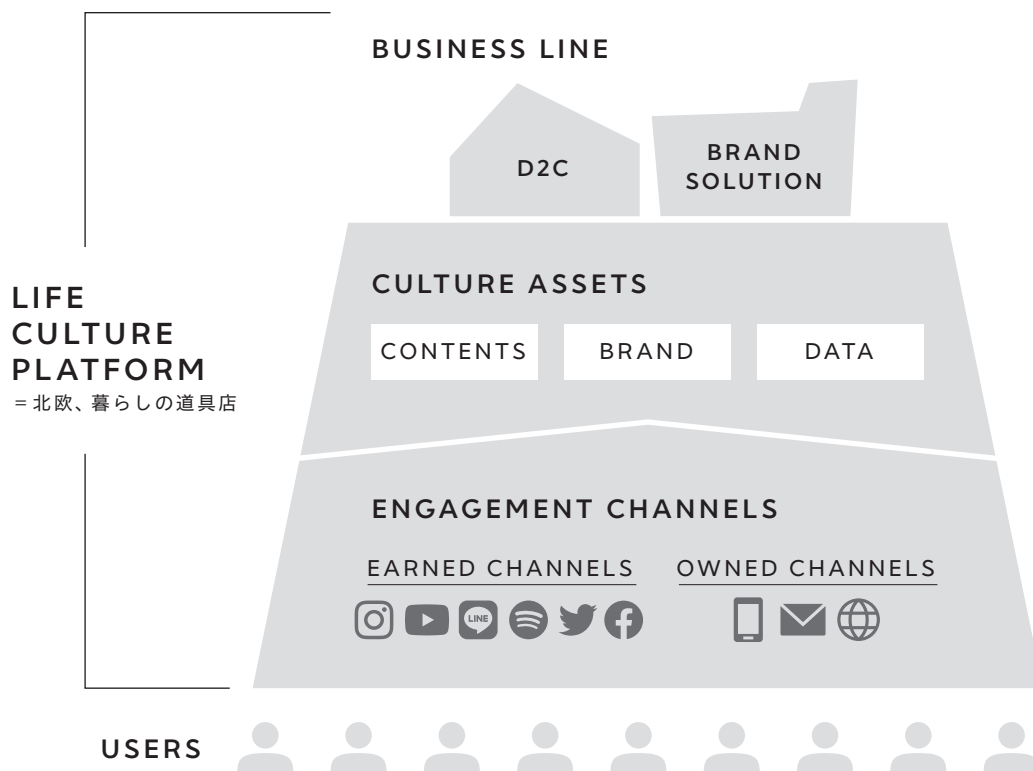 BUSINESS LINE
D2C
BRAND
SOLUTION
LIFE
CULTURE
PLATFORM
=北欧、暮らしの道具店
CULTURE ASSETS
CONTENTS
BRAND
DATA
ENGAGEMENT CHANNELS
EARNED CHANNELS
OWNED CHANNELS
LINE
USERS